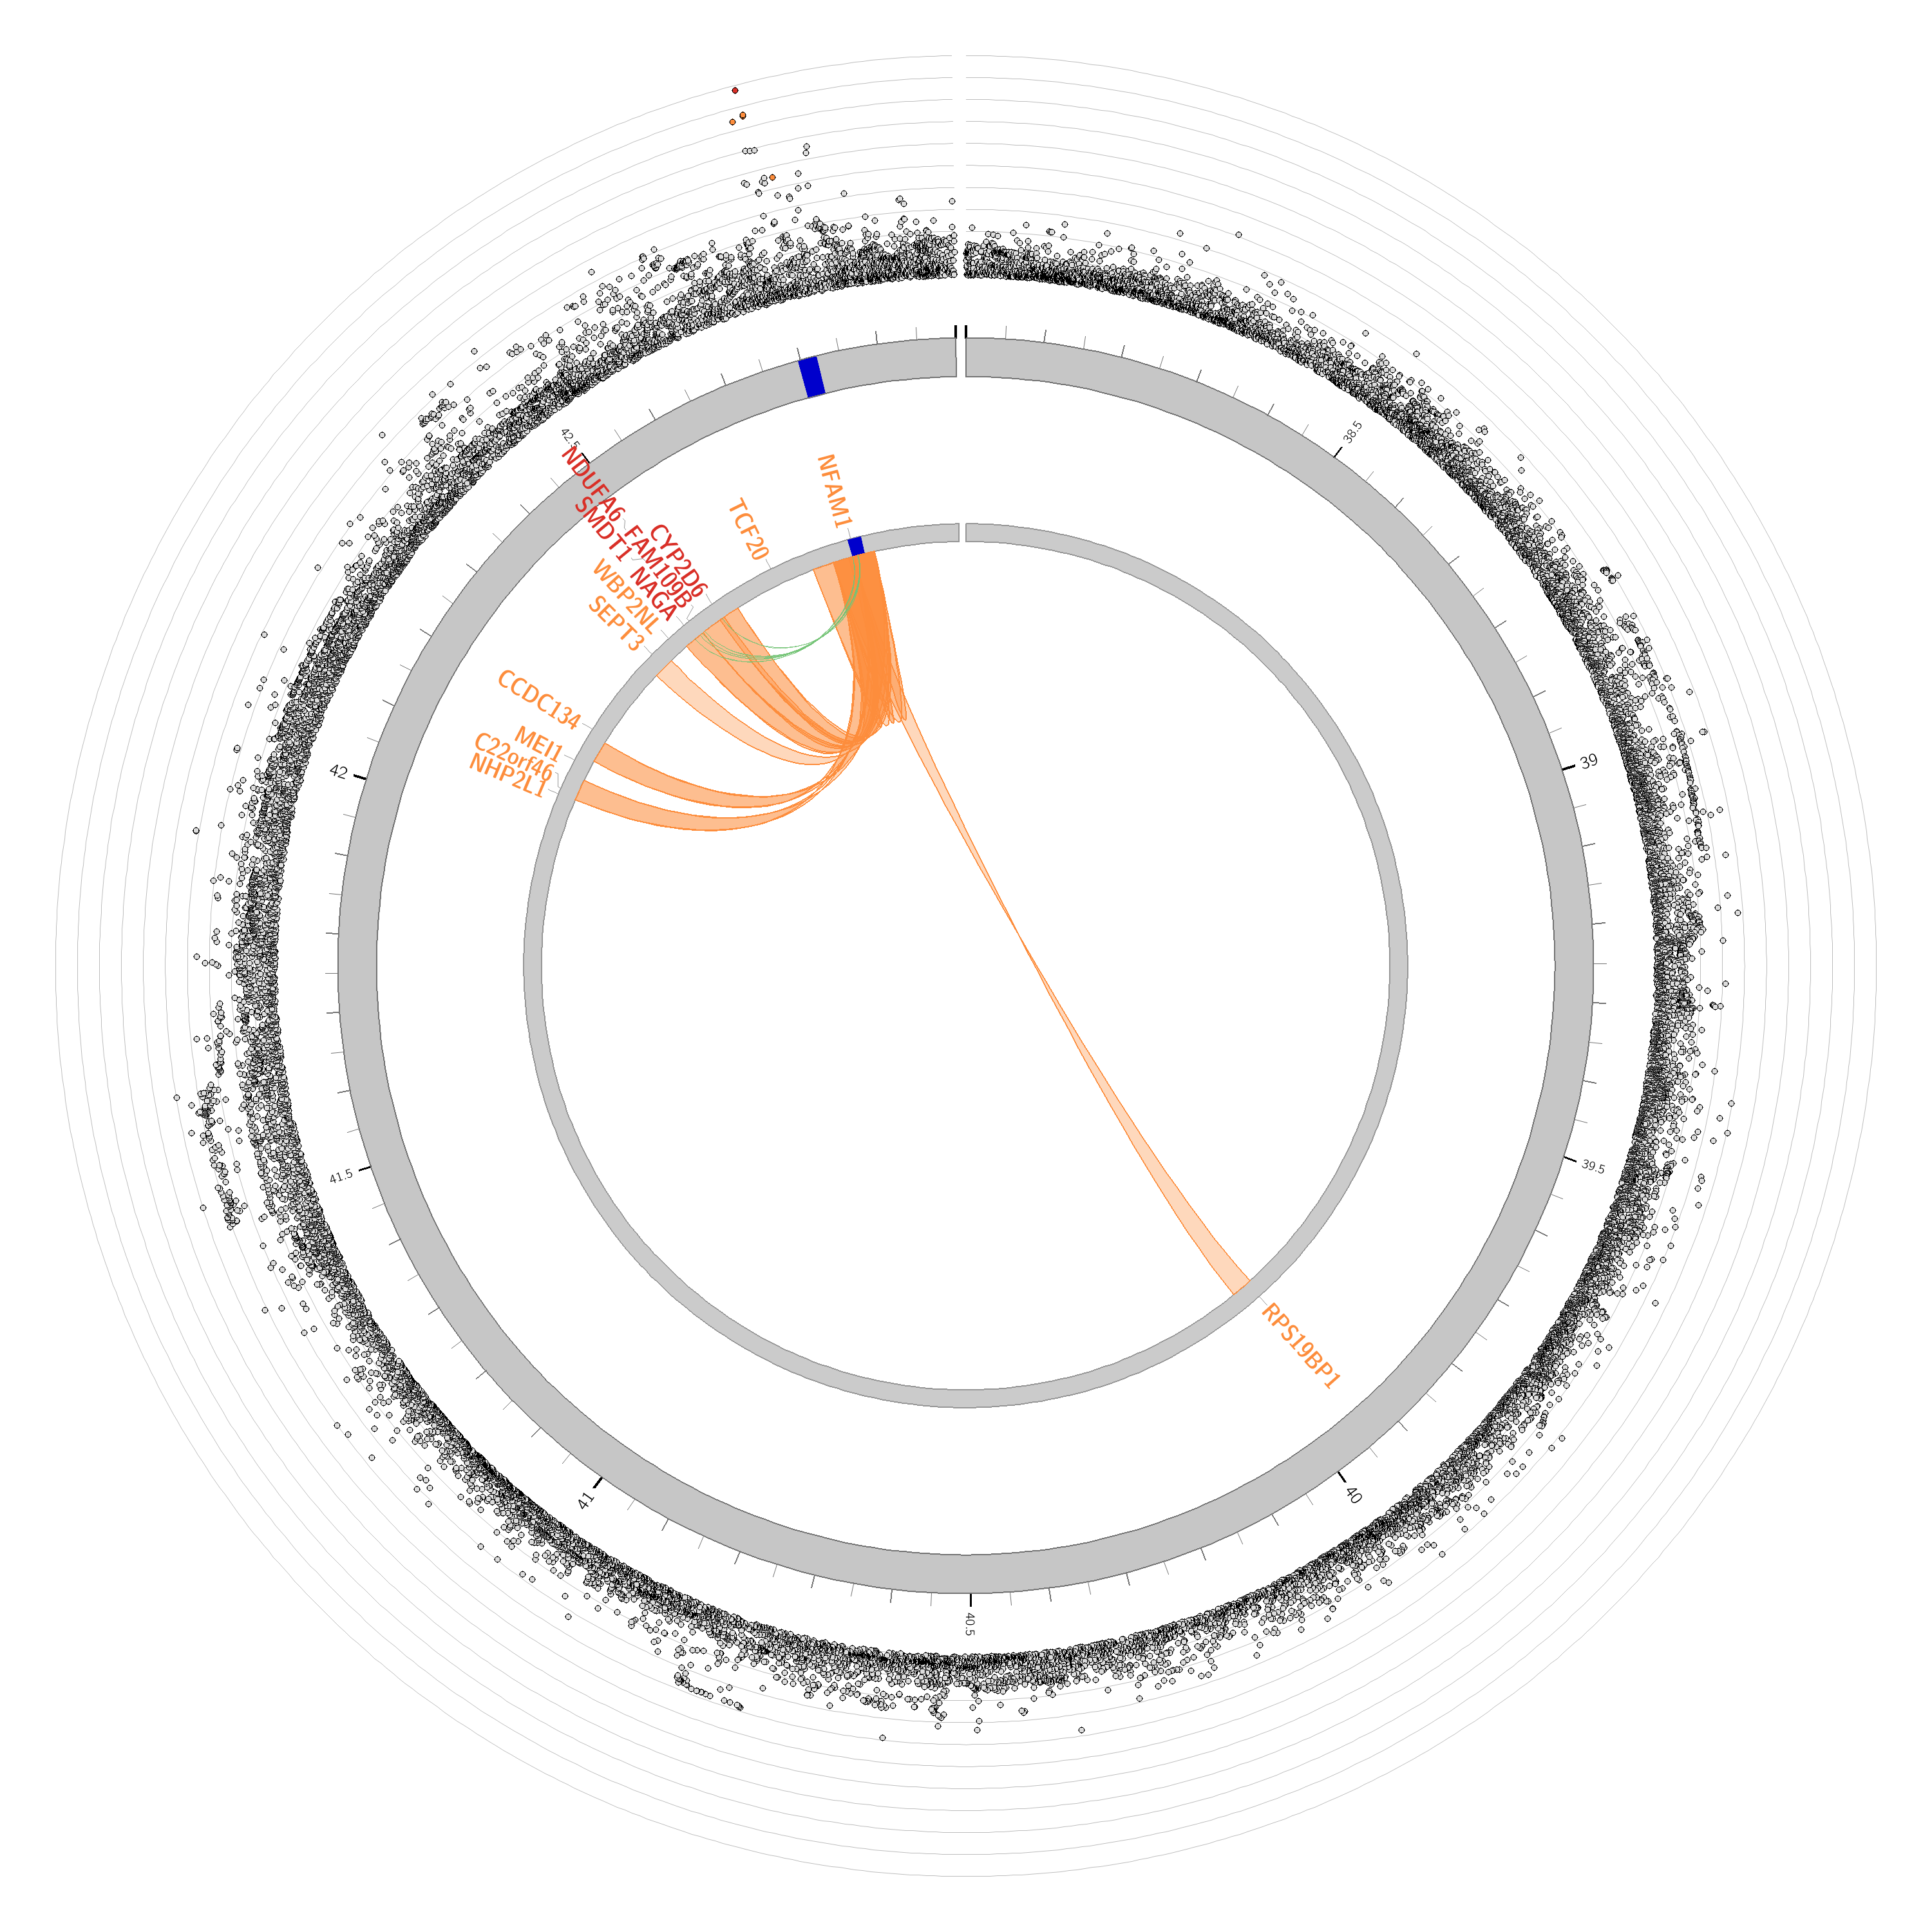 38.5
39
39.5
40
40.5
41
41.5
42
42.5
NFAM1
TCF20
CYP2D6
NDUFA6 FAM109B
SMDT1 NAGA
WBP2NL
SEPT3
CCDC134
MEI1
C22orf46
NHP2L1
RPS19BP1